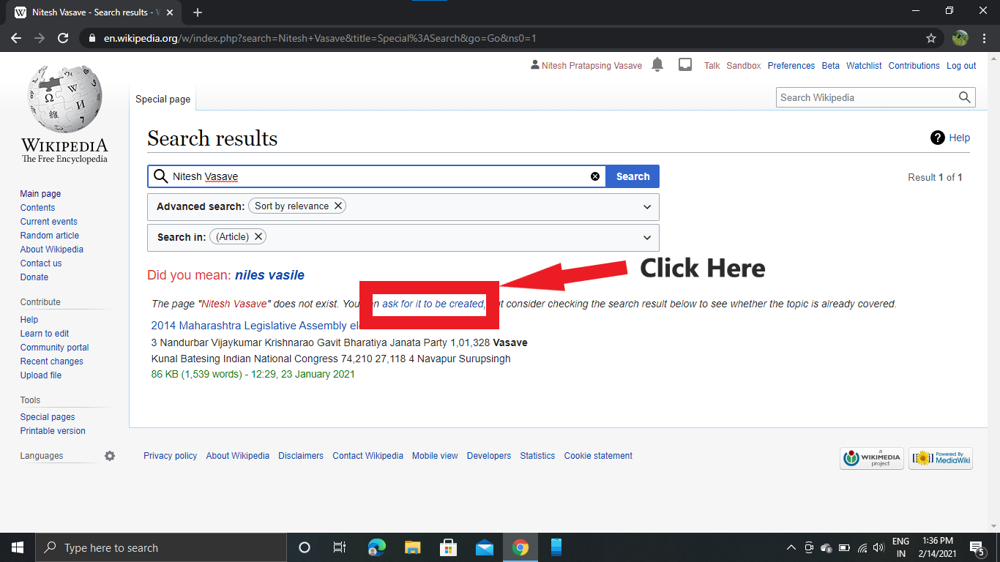 Nitesh Vasave - Search results - W
en.wikipedia.org/w/index.php?search=Nitesh+Vasave&title=Special%3ASearch&go=Go&ns0=1
Nitesh Pratapsing Vasave Talk Sandbox Preferences Beta Watchlist Contributions Log out
Special page
Search Wikipedia
WIKIPEDIA
The Free Encyclopedia
Main page
Contents
Current events
Random article
About Wikipedia
Contact us
Donate
Contribute
Help
Learn to edit
Community portal
Recent changes
Upload file
Tools
Special pages
Printable version
Languages
Search results
Help
Nitesh Vasave
Search
Result 1 of 1
Advanced search: Sort by relevance
Search in: (Article)
Click Here
Did you mean: niles vasile
The page "Nitesh Vasave" does not exist. You ask for it to be created, consider checking the search result below to see whether the topic is already covered.
2014 Maharashtra Legislative Assembly
3 Nandurbar Vijaykumar Krishnarao Gavit Bharatiya Janata Party 1,01,328 Vasave
Kunal Batesing Indian National Congress 74,210 27,118 4 Navapur Surupsingh
86 KB (1,539 words) - 12:29, 23 January 2021
Privacy policy About Wikipedia Disclaimers Contact Wikipedia Mobile view Developers Statistics Cookie statement
a WIKIMEDIA project
Powered By MediaWiki
Type here to search
ENG
IN
1:36 PM
2/14/2021
5